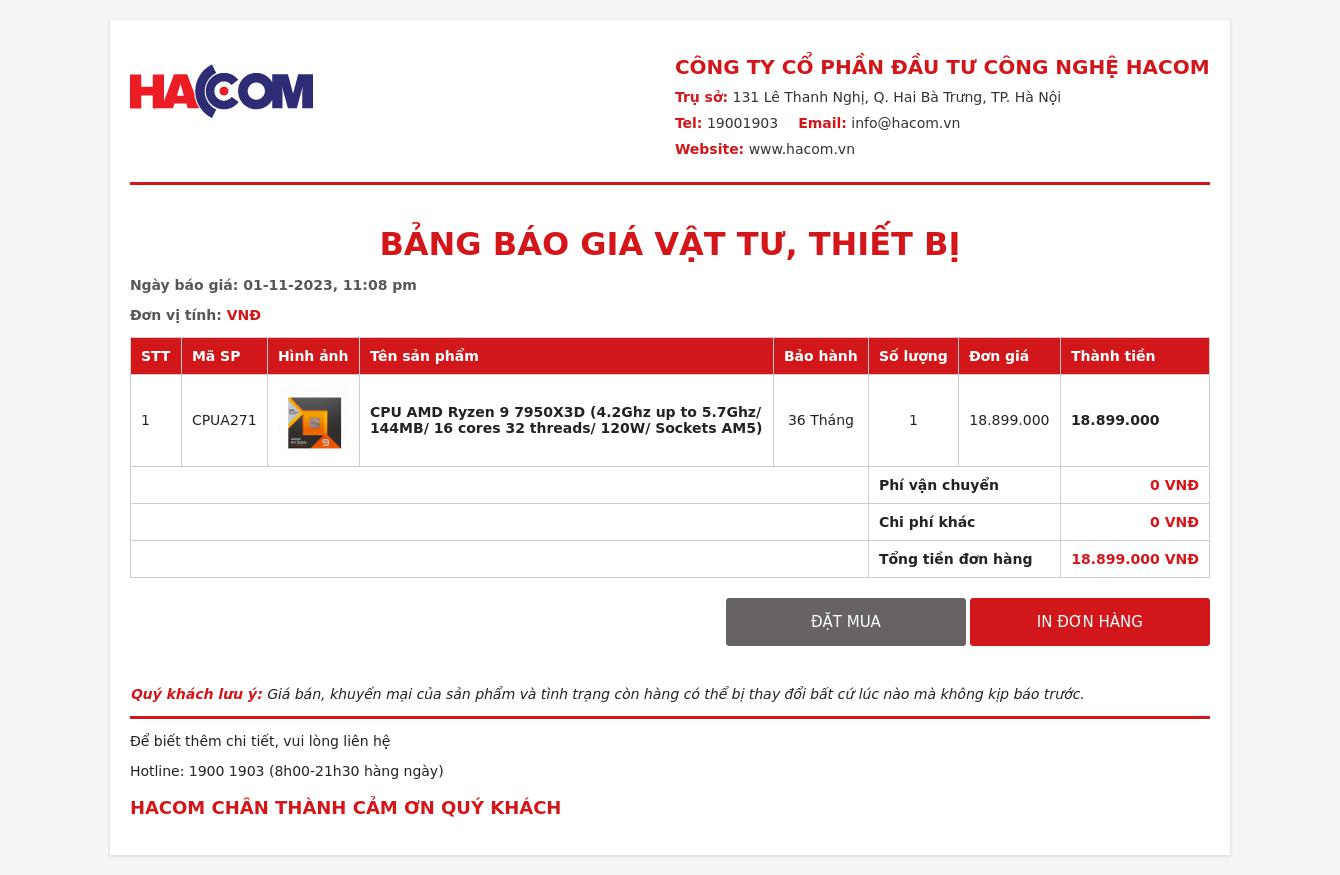 HACOM
CÔNG TY CỔ PHẦN ĐẦU TƯ CÔNG NGHỆ HACOM
Trụ sở: 131 Lê Thanh Nghị, Q. Hai Bà Trưng, TP. Hà Nội
Tel: 19001903 Email: info@hacom.vn
Website: www.hacom.vn
BẢNG BÁO GIÁ VẬT TƯ, THIẾT BỊ
Ngày báo giá: 01-11-2023, 11:08 pm
Đơn vị tính: VNĐ
STT Mã SP Hình ảnh Tên sản phẩm Bảo hành Số lượng Đơn giá Thành tiền
1 CPUA271 CPU AMD Ryzen 9 7950X3D (4.2Ghz up to 5.7Ghz/ 36 Tháng 1 18.899.000 18.899.000
144MB/ 16 cores 32 threads/ 120W/ Sockets AM5)
Phí vận chuyển 0 VNĐ
Chi phí khác 0 VNĐ
Tổng tiền đơn hàng 18.899.000 VNĐ
ĐẶT MUA IN ĐƠN HÀNG
Quý khách lưu ý: Giá bán, khuyến mại của sản phẩm và tình trạng còn hàng có thể bị thay đổi bất cứ lúc nào mà không kịp báo trước.
Để biết thêm chi tiết, vui lòng liên hệ
Hotline: 1900 1903 (8h00-21h30 hàng ngày)
HACOM CHÂN THÀNH CẢM ƠN QUÝ KHÁCH